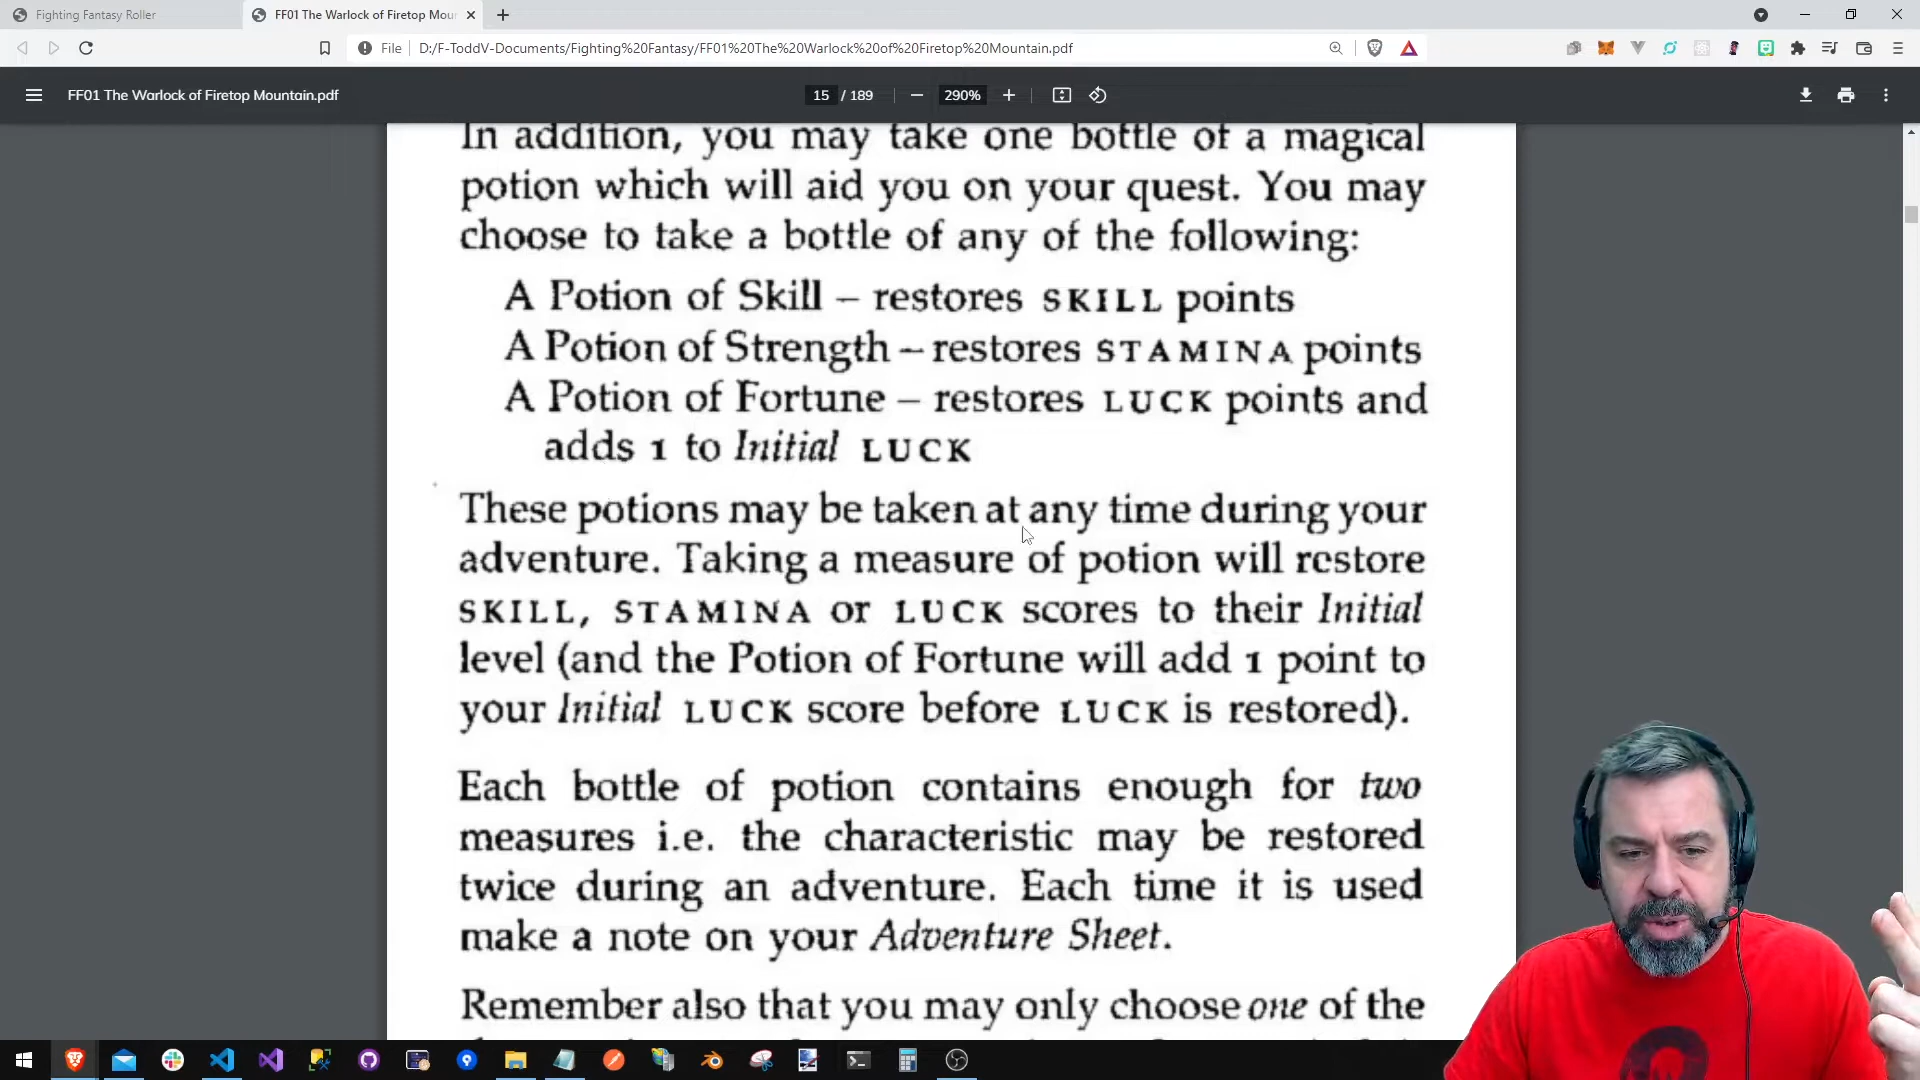 Fighting Fantasy Roller
FF01 The Warlock of Firetop Mour
File
D:/F-ToddV-Documents/Fighting%20Fantasy/FF01%20The%20Warlock%20of%20Firetop%20Mountain.pdf
FF01 The Warlock of Firetop Mountain.pdf
15 / 189
290%
In addition, you may take one bottle of a magical
potion which will aid you on your quest. You may
choose to take a bottle of any of the following:
A Potion of Skill – restores SKILL points
A Potion of Strength – restores STAMINA points
A Potion of Fortune – restores LUCK points and
adds 1 to Initial LUCK
These potions may be taken at any time during your
adventure. Taking a measure of potion will restore
SKILL, STAMINA or LUCK scores to their Initial
level (and the Potion of Fortune will add 1 point to
your Initial LUCK score before LUCK is restored).
Each bottle of potion contains enough for two
measures i.e. the characteristic may be restored
twice during an adventure. Each time it is used
make a note on your Adventure Sheet.
Remember also that you may only choose one of the